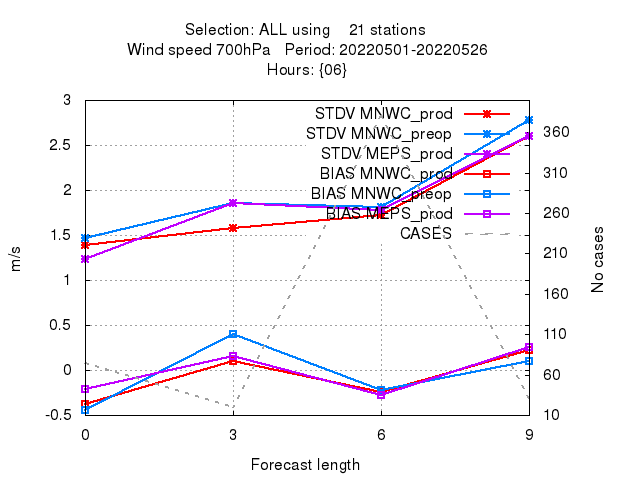 Selection: ALL using    21 stations
Wind speed 700hPa   Period: 20220501-20220526
Hours: {06}
STDV MNWC_prod
STDV MNWC_preop
STDV MEPS_prod
BIAS MNWC_prod
BIAS MNWC_preop
BIAS MEPS_prod
CASES
3
2.5
2
1.5
1
0.5
0
-0.5
360
310
260
210
160
110
60
10
m/s
No cases
0 3 6 9
Forecast length